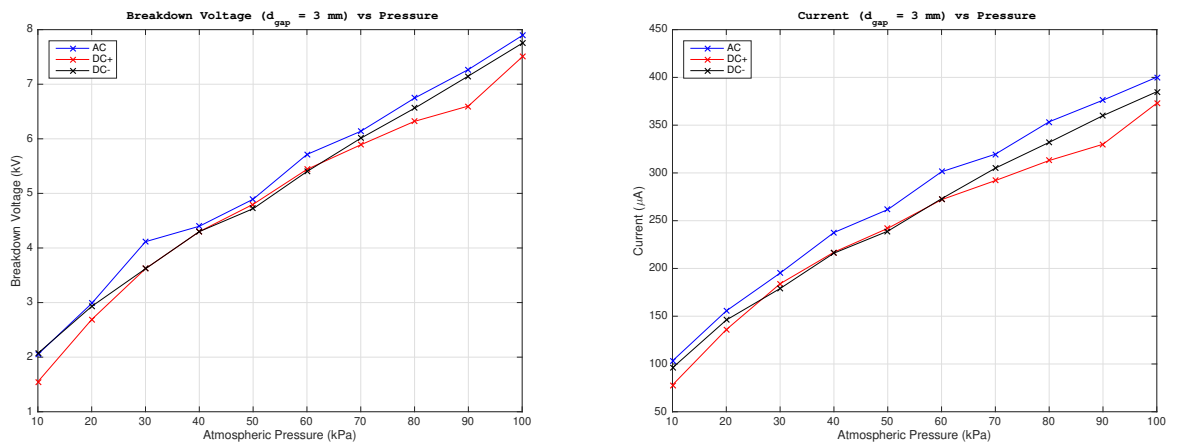 Breakdown Voltage (d_gap = 3 mm) vs Pressure
8
7
6
5
4
3
2
1
Breakdown Voltage (kV)
AC
DC+
DC-
10 20 30 40 50 60 70 80 90 100
Atmospheric Pressure (kPa)
Current (d_gap = 3 mm) vs Pressure
450
400
350
300
250
200
150
100
50
Current (μA)
AC
DC+
DC-
10 20 30 40 50 60 70 80 90 100
Atmospheric Pressure (kPa)